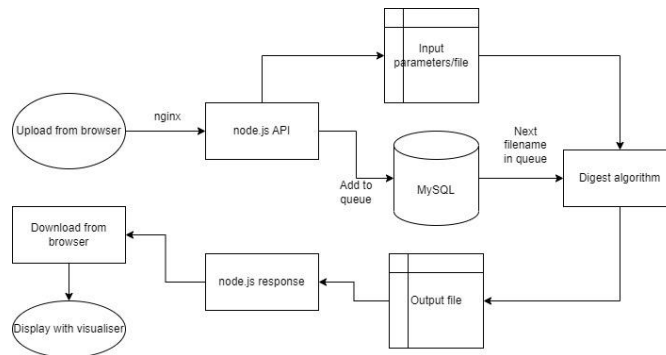 Input
parameters/file
Upload from browser
nginx
node.js API
Add to
queue
MySQL
Next
filename
in queue
Digest algorithm
Download from
browser
node.js response
Output file
Display with visualiser